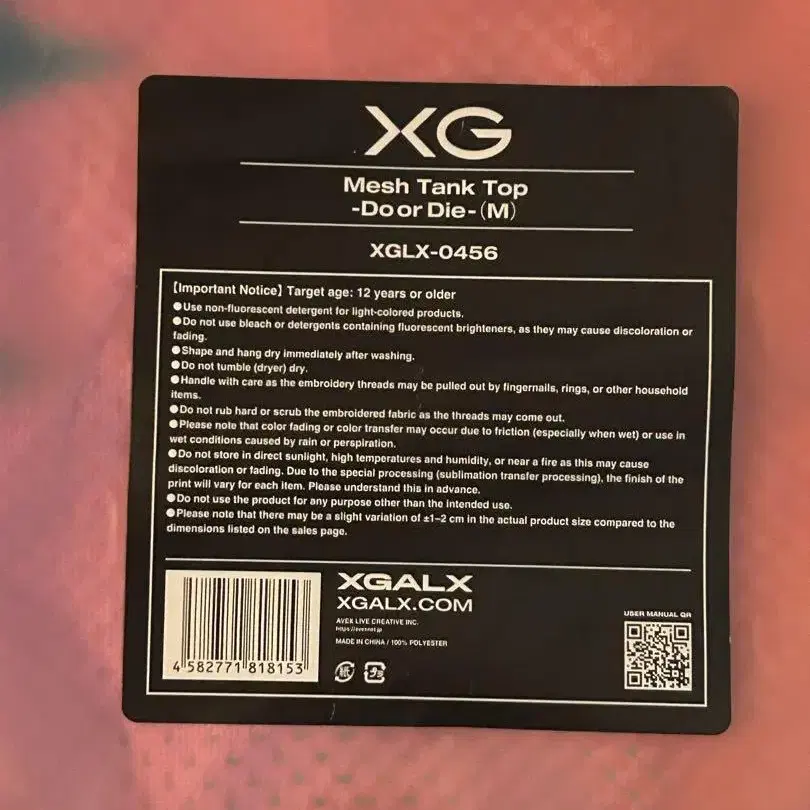 XG
Mesh Tank Top
-Do or Die-(M)
XGLX-0456
【Important Notice】 Target age: 12 years or older
●Use non-fluorescent detergent for light-colored products.
●Do not use bleach or detergents containing fluorescent brighteners, as they may cause discoloration or
fading.
●Shape and hang dry immediately after washing.
●Do not tumble (dryer) dry.
●Handle with care as the embroidery threads may be pulled out by fingernails, rings, or other household
items.
●Do not rub hard or scrub the embroidered fabric as the threads may come out.
●Please note that color fading or color transfer may occur due to friction (especially when wet) or use in
wet conditions caused by rain or perspiration.
●Do not store in direct sunlight, high temperatures and humidity, or near a fire as this may cause
discoloration or fading. Due to the special processing (sublimation transfer processing), the finish of the
print will vary for each item. Please understand this in advance.
●Do not use the product for any purpose other than the intended use.
●Please note that there may be a slight variation of ±1–2 cm in the actual product size compared to the
dimensions listed on the sales page.
4 582771 818153
XGALX
XGALX.COM
AVEX LIVE CREATIVE INC.
https://avexnet.jp
MADE IN CHINA / 100% POLYESTER
紙
プラ
USER MANUAL QR